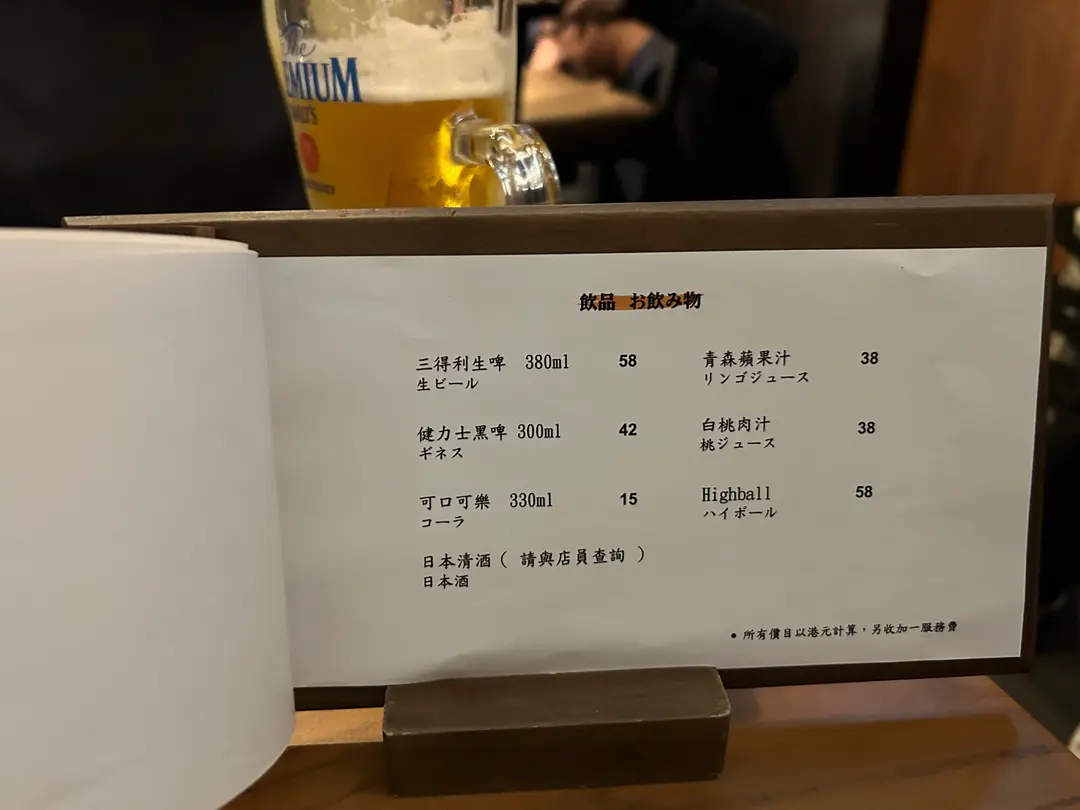 The
PREMIUM
飲品 お飲み物
三得利生啤 380ml 58
生ビール
健力士黑啤 300ml 42
ギネス
可口可樂 330ml 15
コーラ
日本清酒 ( 請與店員查詢 )
日本酒
青森蘋果汁 38
リンゴジュース
白桃肉汁 38
桃ジュース
Highball 58
ハイボール
• 所有價目以港元計算，另收加一服務費